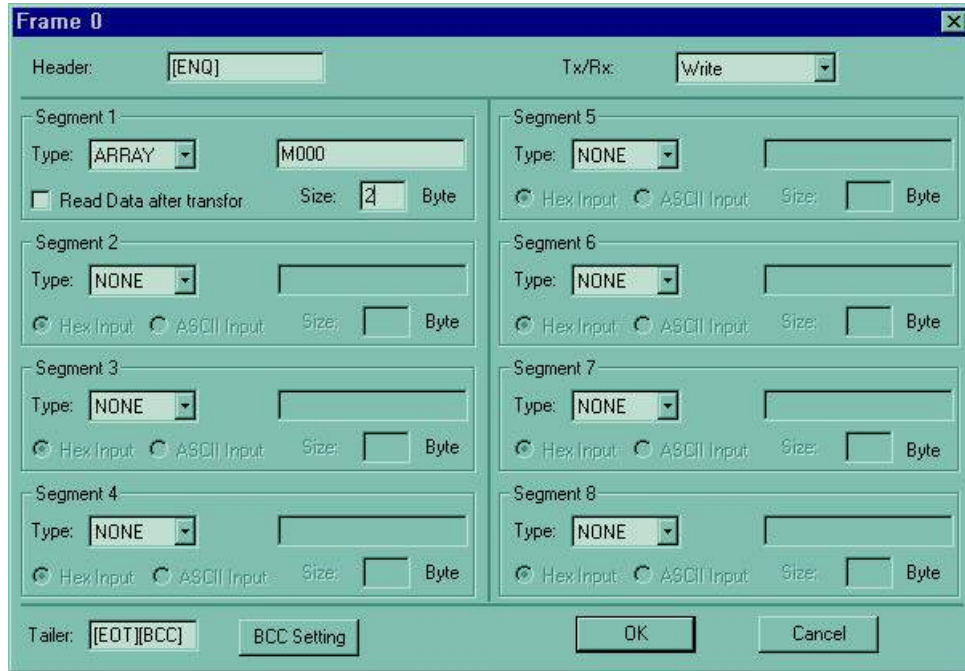 Frame 0
Header: [ENQ] Tx/Rx: Write
Segment 1
Type: ARRAY M000
Read Data after transfor Size: 2 Byte
Segment 2
Type: NONE
Hex Input ASCII Input Size: Byte
Segment 3
Type: NONE
Hex Input ASCII Input Size: Byte
Segment 4
Type: NONE
Hex Input ASCII Input Size: Byte
Segment 5
Type: NONE
Hex Input ASCII Input Size: Byte
Segment 6
Type: NONE
Hex Input ASCII Input Size: Byte
Segment 7
Type: NONE
Hex Input ASCII Input Size: Byte
Segment 8
Type: NONE
Hex Input ASCII Input Size: Byte
Tailer: [EOT][BCC] BCC Setting OK Cancel